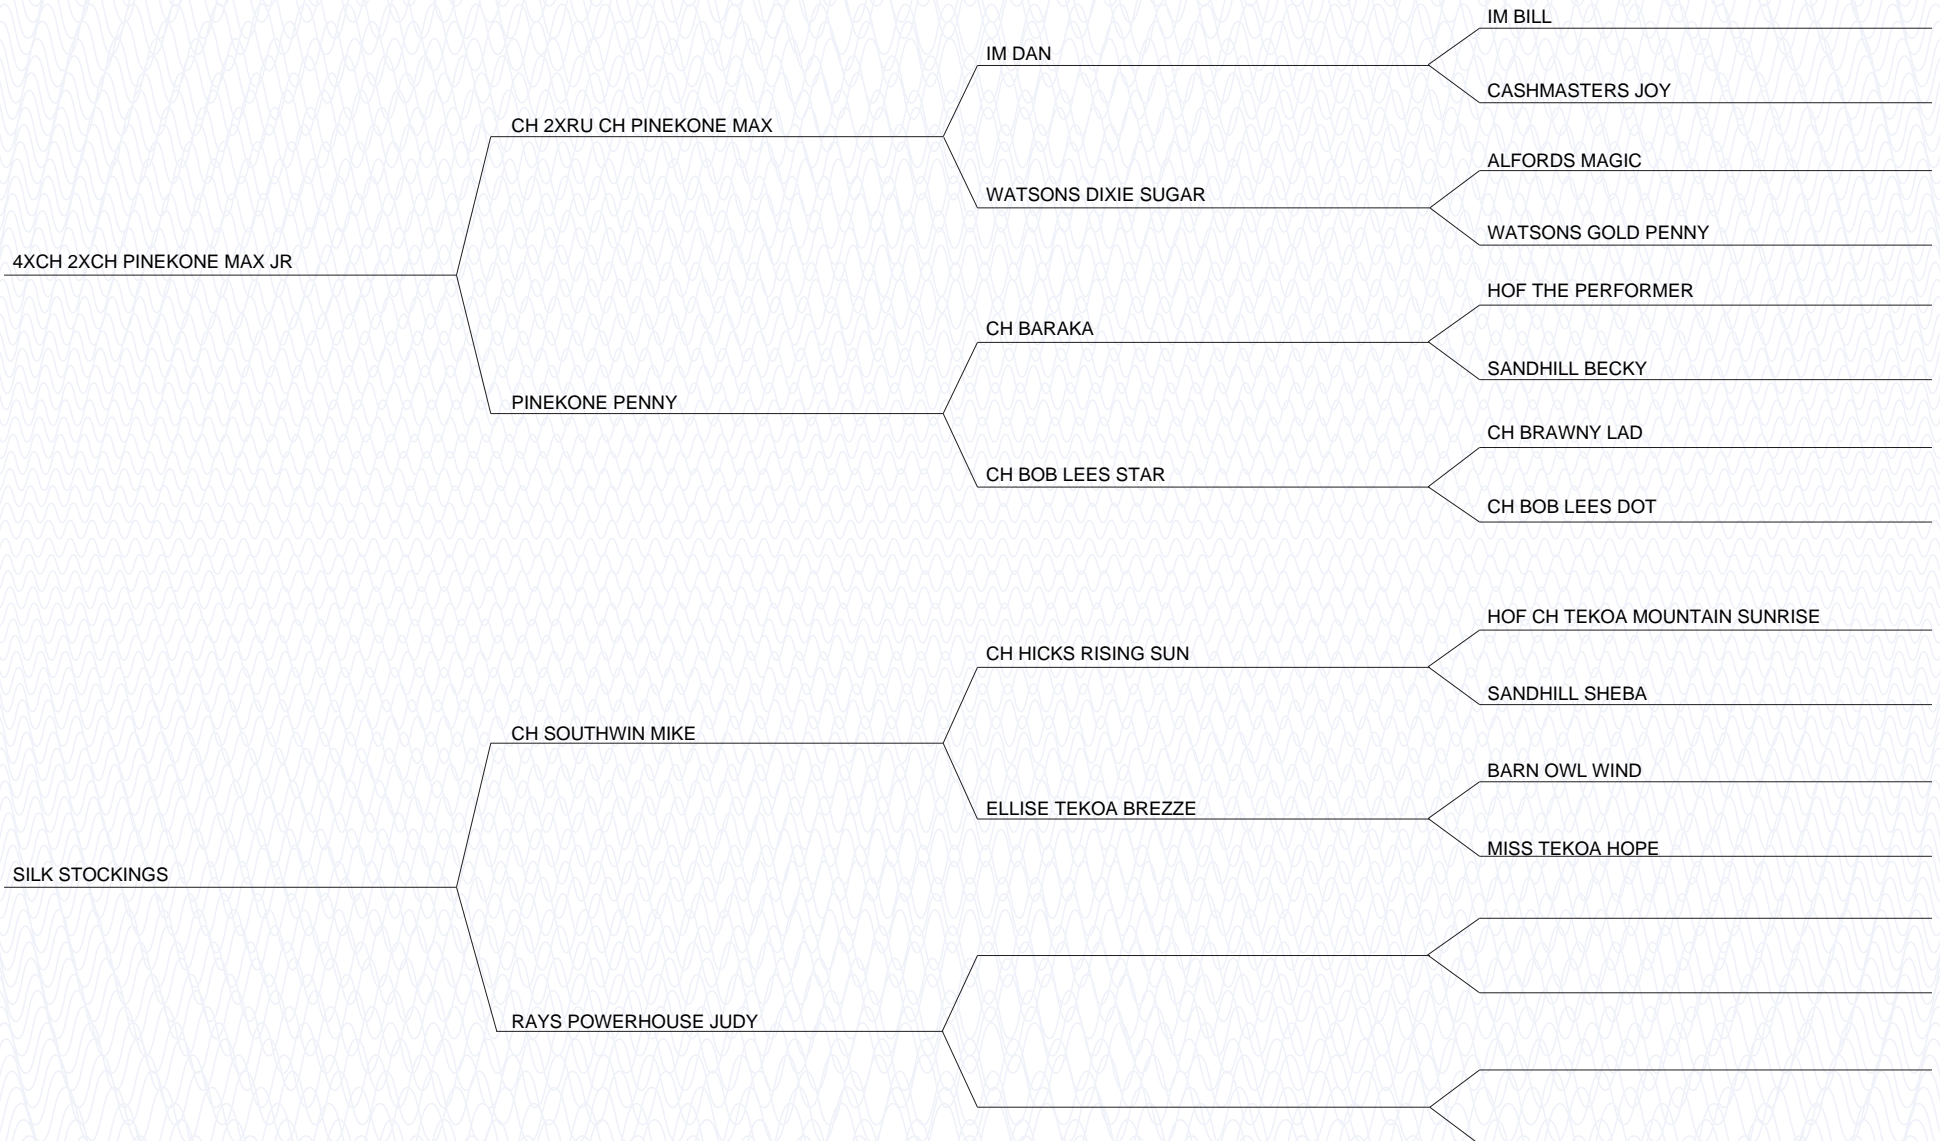 IM BILL
IM DAN
CASHMASTERS JOY
CH 2XRU CH PINEKONE MAX
ALFORDS MAGIC
WATSONS DIXIE SUGAR
WATSONS GOLD PENNY
4XCH 2XCH PINEKONE MAX JR
HOF THE PERFORMER
CH BARAKA
SANDHILL BECKY
PINEKONE PENNY
CH BRAWNY LAD
CH BOB LEES STAR
CH BOB LEES DOT
HOF CH TEKOA MOUNTAIN SUNRISE
CH HICKS RISING SUN
SANDHILL SHEBA
CH SOUTHWIN MIKE
BARN OWL WIND
ELLISE TEKOA BREZZE
MISS TEKOA HOPE
SILK STOCKINGS
RAYS POWERHOUSE JUDY